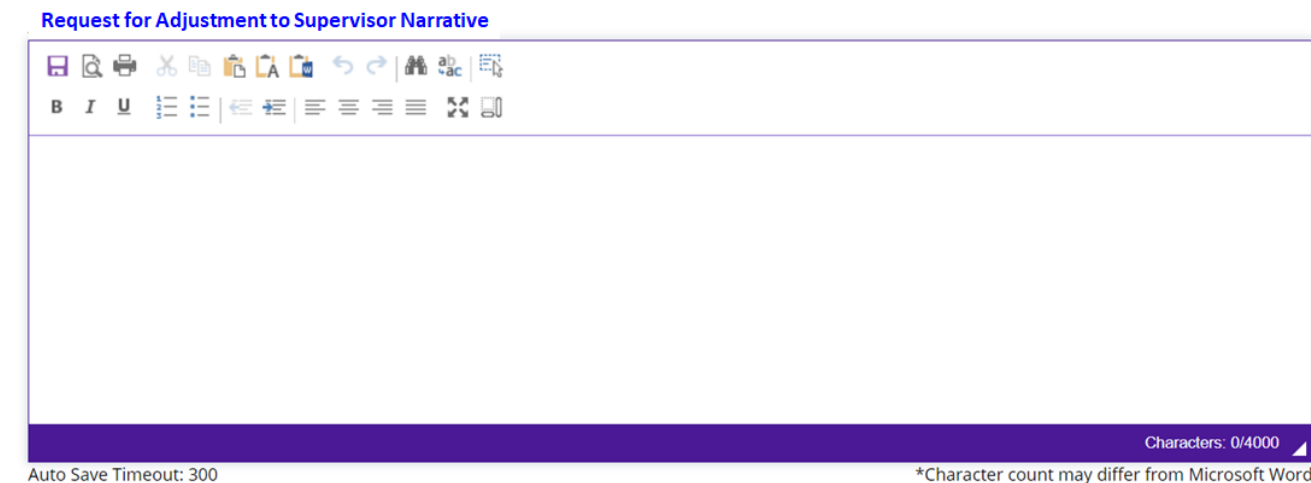 Request for Adjustment to Supervisor Narrative
Characters: 0/4000
Auto Save Timeout: 300
*Character count may differ from Microsoft Word